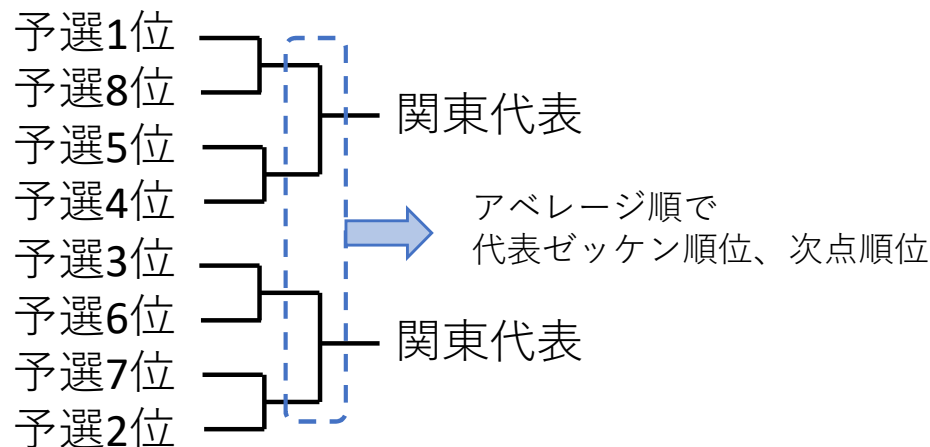 予選1位
予選8位
予選5位
予選4位
予選3位
予選6位
予選7位
予選2位
関東代表
アベレージ順で
代表ゼッケン順位、次点順位
関東代表